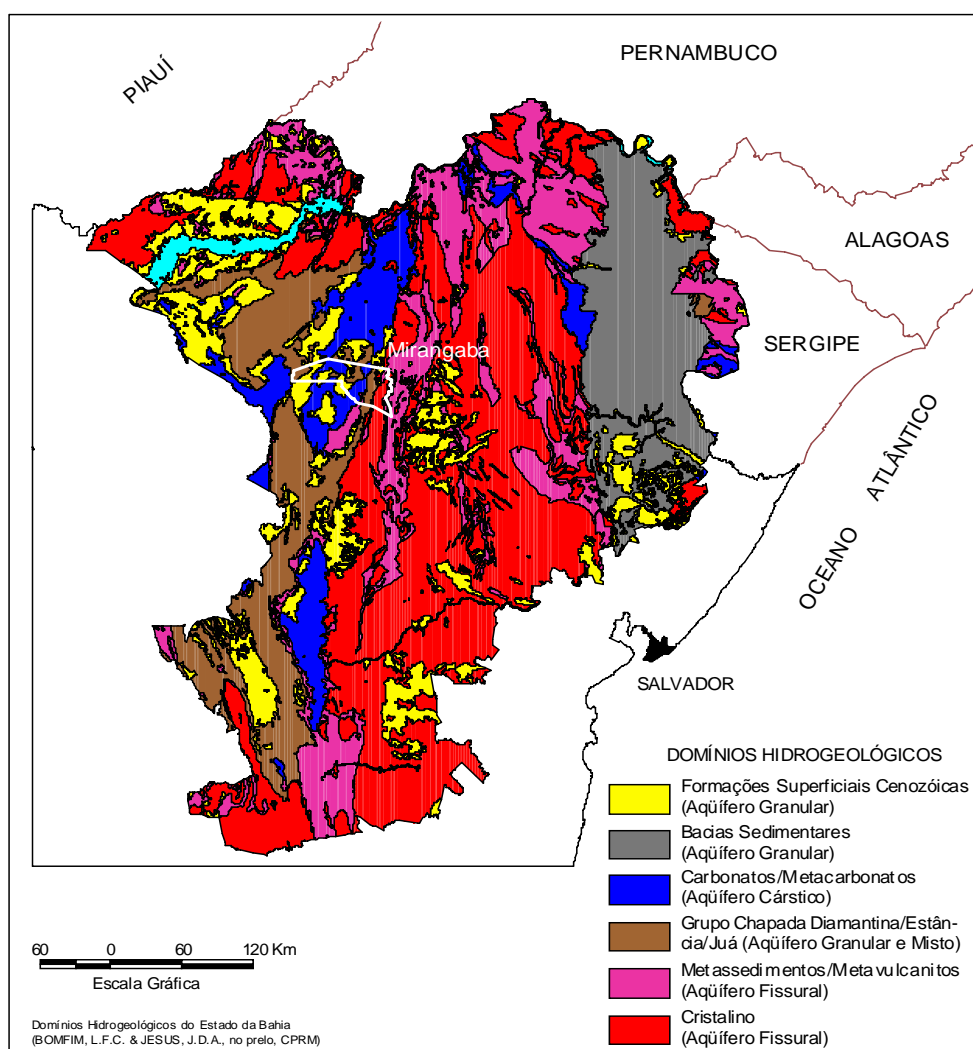 PERNAMBUCO
PIAUÍ
ALAGOAS
SERGIPE
Mirangaba
OCEANO ATLÂNTICO
SALVADOR
DOMÍNIOS HIDROGEOLÓGICOS
Formações Superficiais Cenozóicas
(Aqüífero Granular)
Bacias Sedimentares
(Aqüífero Granular)
Carbonatos/Metacarbonatos
(Aqüífero Cárstico)
Grupo Chapada Diamantina/Estân-
cia/Juá (Aqüífero Granular e Misto)
Metassedimentos/Metavulcanitos
(Aqüífero Fissural)
Cristalino
(Aqüífero Fissural)
60 0 60 120 Km
Escala Gráfica
Domínios Hidrogeológicos do Estado da Bahia
(BOMFIM, L.F.C. & JESUS, J.D.A., no prelo, CPRM)